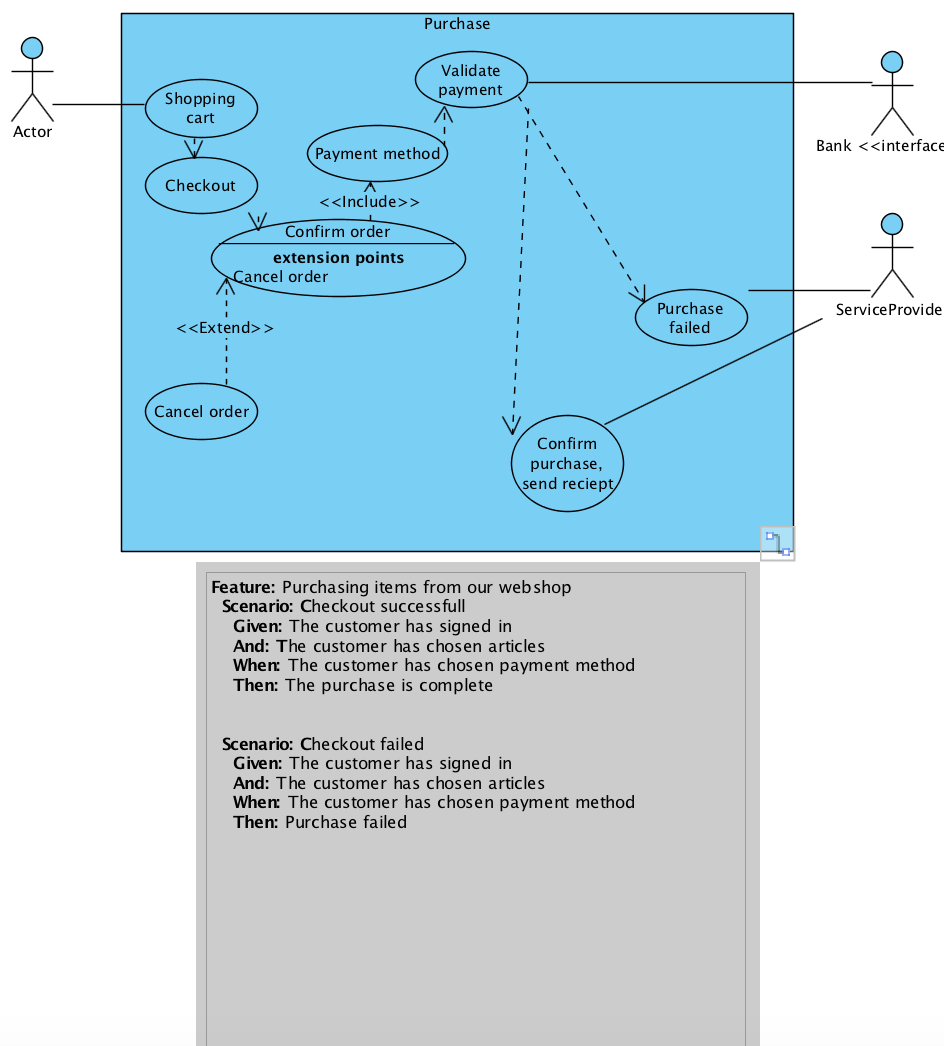 Purchase
Actor
Shopping
cart
Checkout
Validate
payment
Payment method
<<Include>>
Confirm order
extension points
Cancel order
<<Extend>>
Cancel order
Purchase
failed
Confirm
purchase,
send reciept
Bank <<interface
ServiceProvide
Feature: Purchasing items from our webshop
Scenario: Checkout successfull
Given: The customer has signed in
And: The customer has chosen articles
When: The customer has chosen payment method
Then: The purchase is complete
Scenario: Checkout failed
Given: The customer has signed in
And: The customer has chosen articles
When: The customer has chosen payment method
Then: Purchase failed